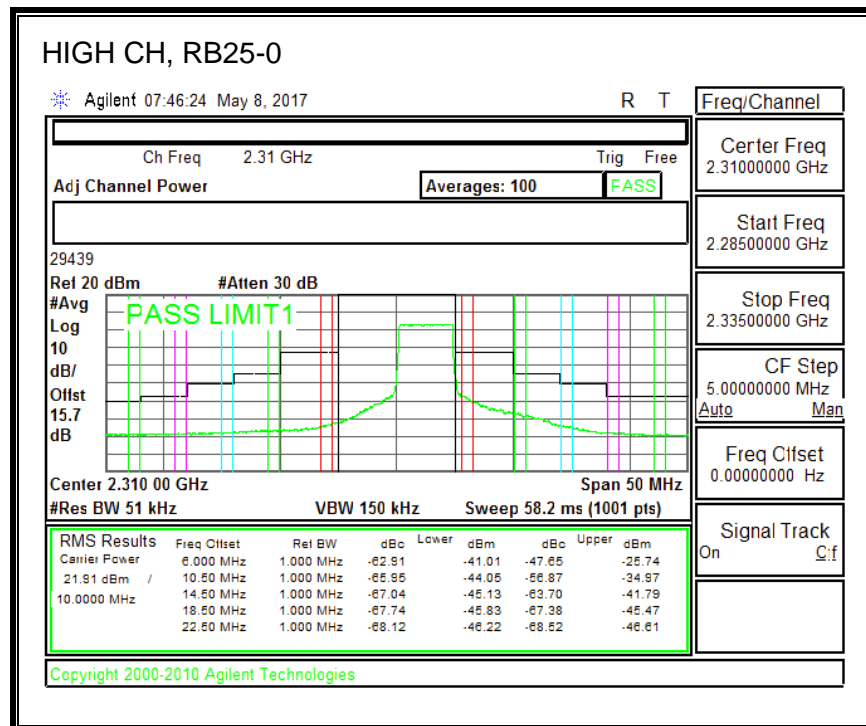 HIGH CH, RB25-0
Agilent 07:46:24 May 8, 2017 R T
Freq/Channel
Ch Freq 2.31 GHz Trig Free
Adj Channel Power Averages: 100 PASS
29439
Ref 20 dBm #Atten 30 dB
#Avg
Log
10
dB/
Offst
15.7
dB
PASS LIMIT1
Center 2.310 00 GHz Span 50 MHz
#Res BW 51 kHz VBW 150 kHz Sweep 58.2 ms (1001 pts)
RMS Results Freq Offset Ref BW dBc Lower dBm dBc Upper dBm
Carrier Power 6.000 MHz 1.000 MHz -62.91 -41.01 -47.65 -25.74
21.91 dBm / 10.50 MHz 1.000 MHz -65.95 -44.05 -56.87 -34.97
10.0000 MHz 14.50 MHz 1.000 MHz -67.04 -45.13 -63.70 -41.79
18.50 MHz 1.000 MHz -67.74 -45.83 -67.38 -45.47
22.50 MHz 1.000 MHz -68.12 -46.22 -68.52 -46.61
Center Freq
2.31000000 GHz
Start Freq
2.28500000 GHz
Stop Freq
2.33500000 GHz
CF Step
5.00000000 MHz
Auto Man
Freq Offset
0.00000000 Hz
Signal Track
On Off
Copyright 2000-2010 Agilent Technologies